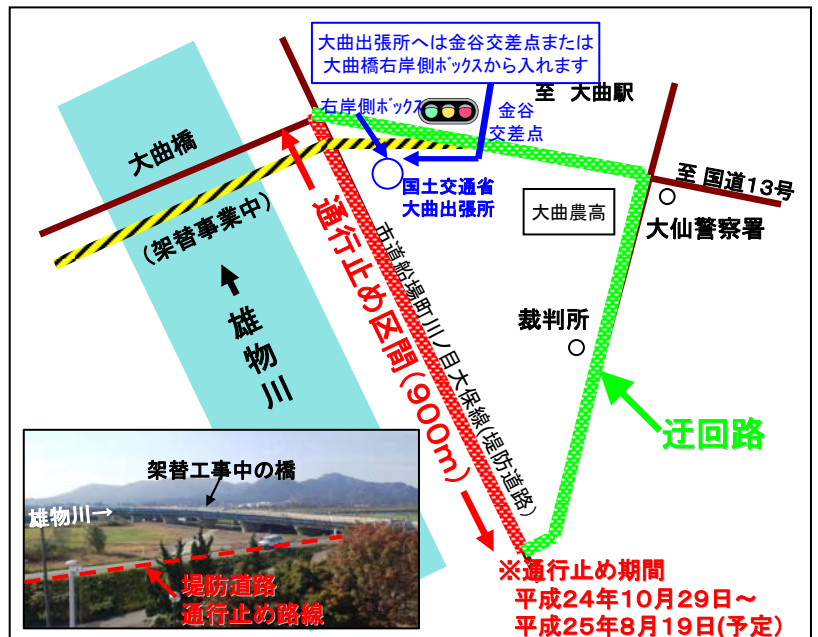 大曲出張所へは金谷交差点または
大曲橋右岸側ﾎﾞｯｸｽから入れます
右岸側ﾎﾞｯｸｽ
金谷
交差点
至 大曲駅
大曲橋
(架替事業中)
国土交通省
大曲出張所
至 国道13号
大曲農高
大仙警察署
裁判所
雄物川
通行止め区間(900m)
市道船場町川ノ目大保線(堤防道路)
迂回路
架替工事中の橋
雄物川→
堤防道路
通行止め路線
※通行止め期間
平成24年10月29日～
平成25年8月19日(予定)